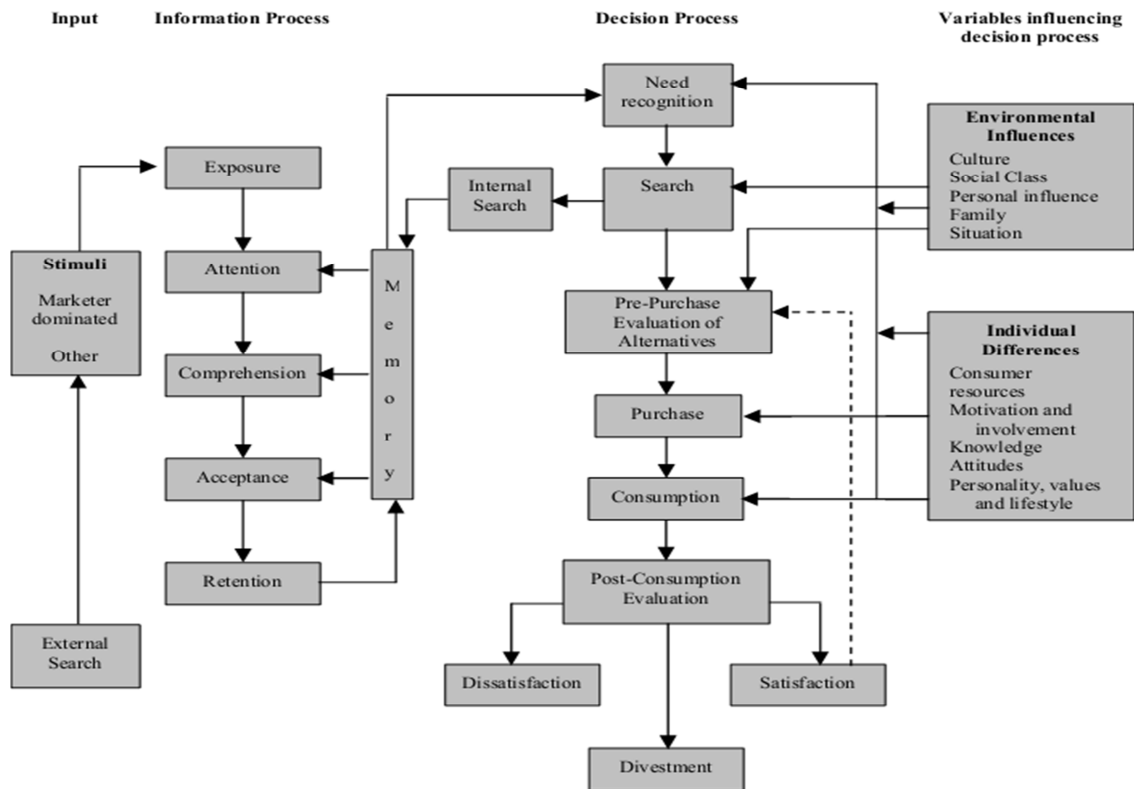 Input
Information Process
Decision Process
Variables influencing
decision process
Need
recognition
Environmental
Influences
Culture
Social Class
Personal influence
Family
Situation
Exposure
Internal
Search
Search
Stimuli
Marketer
dominated
Other
Attention
M
e
m
o
r
y
Pre-Purchase
Evaluation of
Alternatives
Individual
Differences
Consumer
resources
Motivation and
involvement
Knowledge
Attitudes
Personality, values
and lifestyle
Comprehension
Purchase
Acceptance
Consumption
Retention
Post-Consumption
Evaluation
External
Search
Dissatisfaction
Satisfaction
Divestment